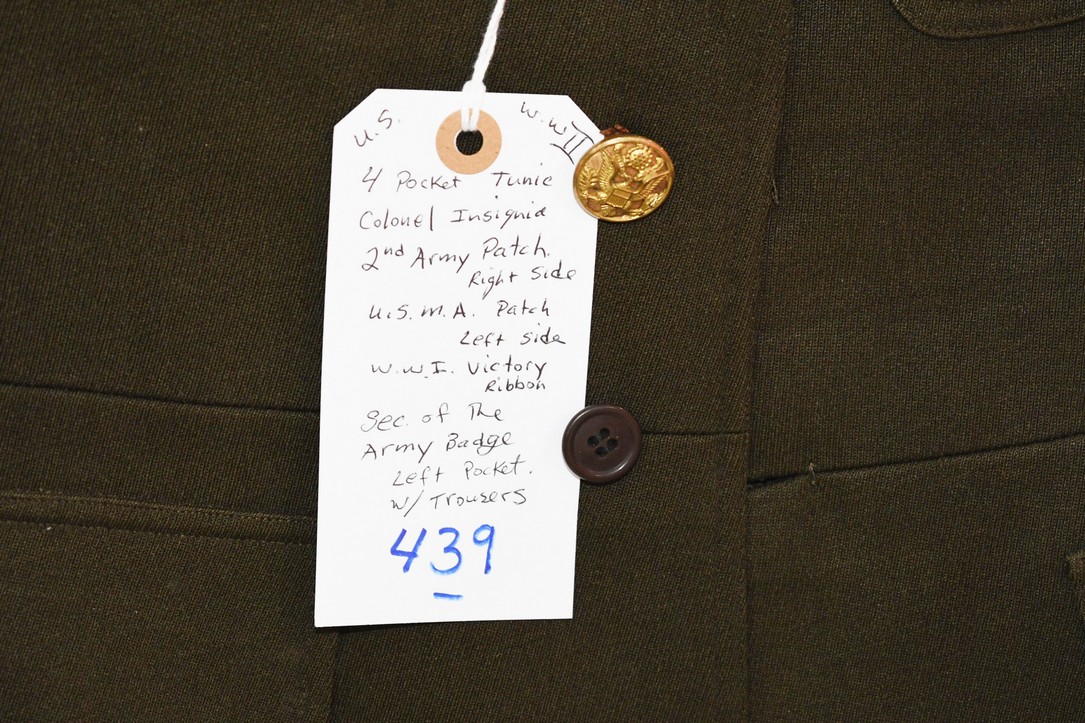 U.S.
W.W II
4 Pocket Tunic
Colonel Insignia
2nd Army Patch.
Right Side
U.S.M.A. Patch
Left Side
W.W.I. Victory
Ribbon
Sec. of The
Army Badge
Left Pocket.
W/ Trousers
439